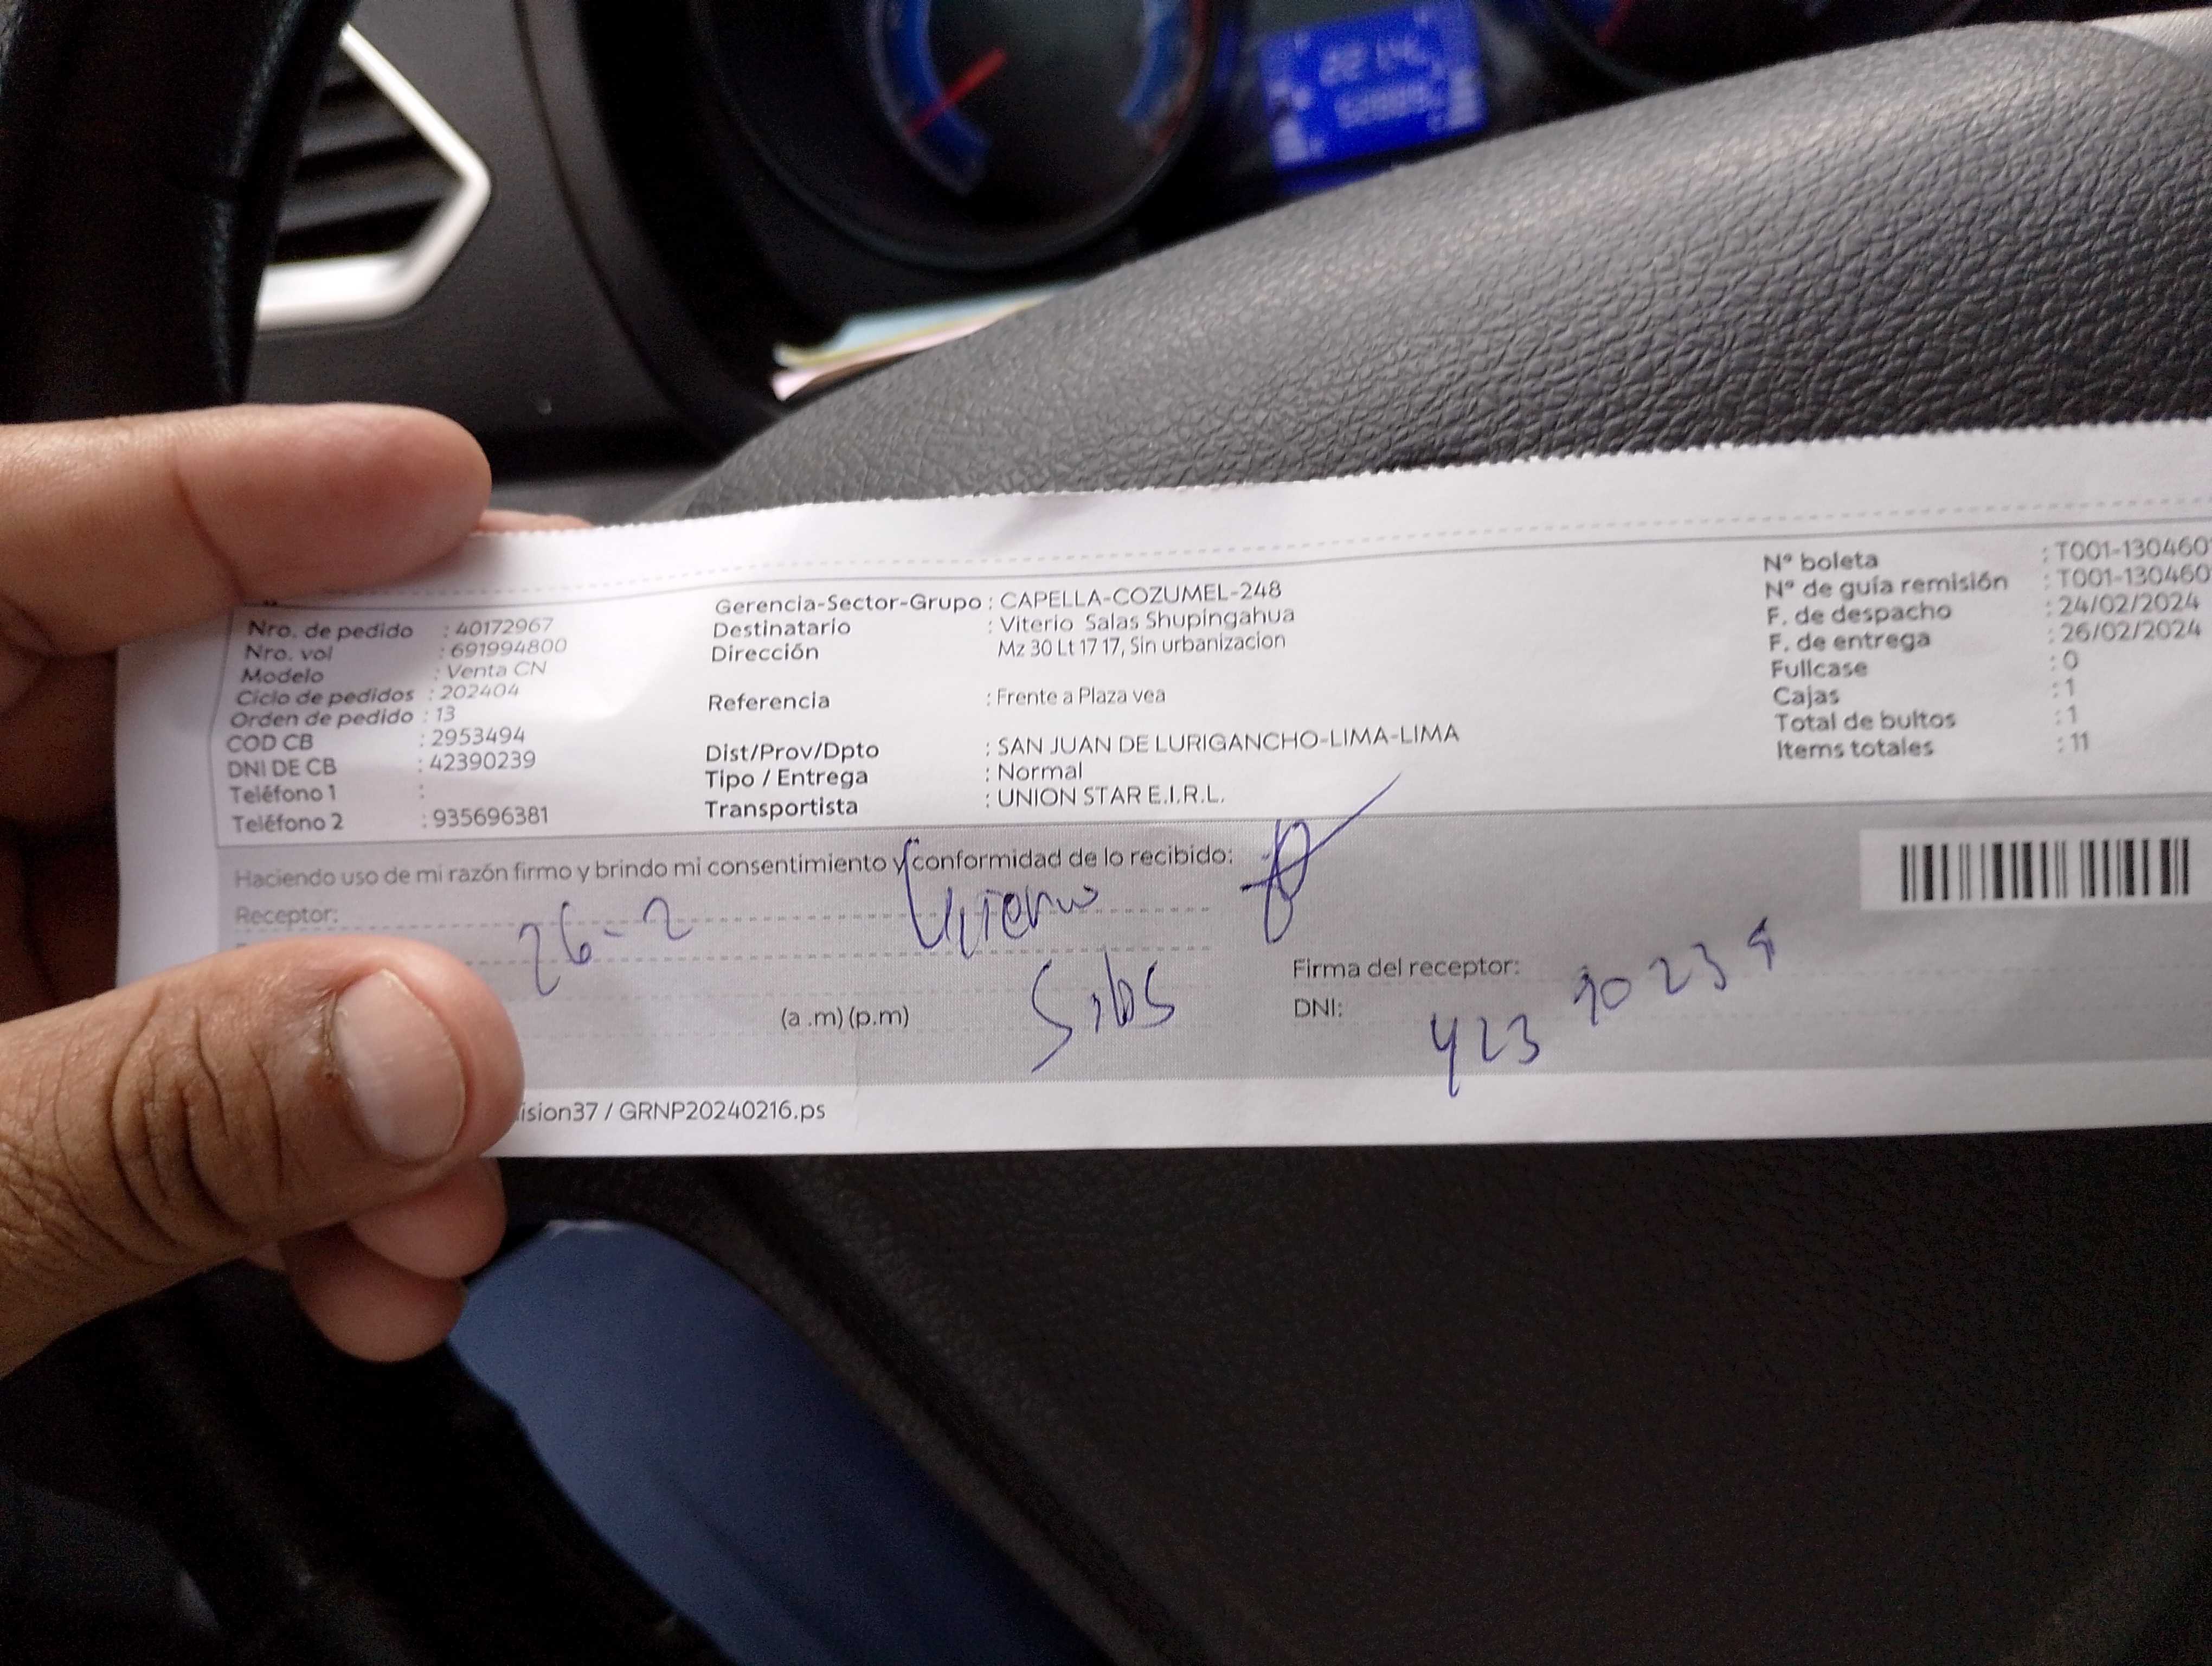 Nro. de pedido : 40172967
Nro. vol : 691994800
Modelo : Venta CN
Ciclo de pedidos : 202404
Orden de pedido : 13
COD CB : 2953494
DNI DE CB : 42390239
Teléfono 1 :
Teléfono 2 : 935696381
Gerencia-Sector-Grupo : CAPELLA-COZUMEL-248
Destinatario : Viterio Salas Shupingahua
Dirección Mz 30 Lt 17 17, Sin urbanizacion
Referencia : Frente a Plaza vea
Dist/Prov/Dpto : SAN JUAN DE LURIGANCHO-LIMA-LIMA
Tipo / Entrega : Normal
Transportista : UNION STAR E.I.R.L.
N° boleta : T001-130460
N° de guía remisión : T001-130460
F. de despacho : 24/02/2024
F. de entrega : 26/02/2024
Fullcase : 0
Cajas : 1
Total de bultos : 1
Items totales : 11
Haciendo uso de mi razón firmo y brindo mi consentimiento y conformidad de lo recibido:
Receptor:
26-2
(a .m) (p.m)
Firma del receptor:
DNI: 42390239
ision37 / GRNP20240216.ps